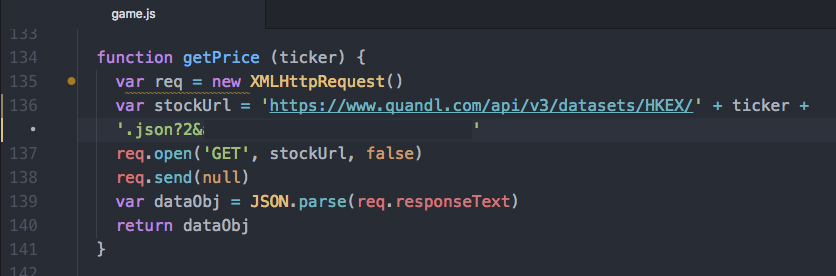 game.js
133
134 function getPrice (ticker) {
135 var req = new XMLHttpRequest()
136 var stockUrl = 'https://www.quandl.com/api/v3/datasets/HKEX/' + ticker +
• '.json?2& '
137 req.open('GET', stockUrl, false)
138 req.send(null)
139 var dataObj = JSON.parse(req.responseText)
140 return dataObj
141 }
142